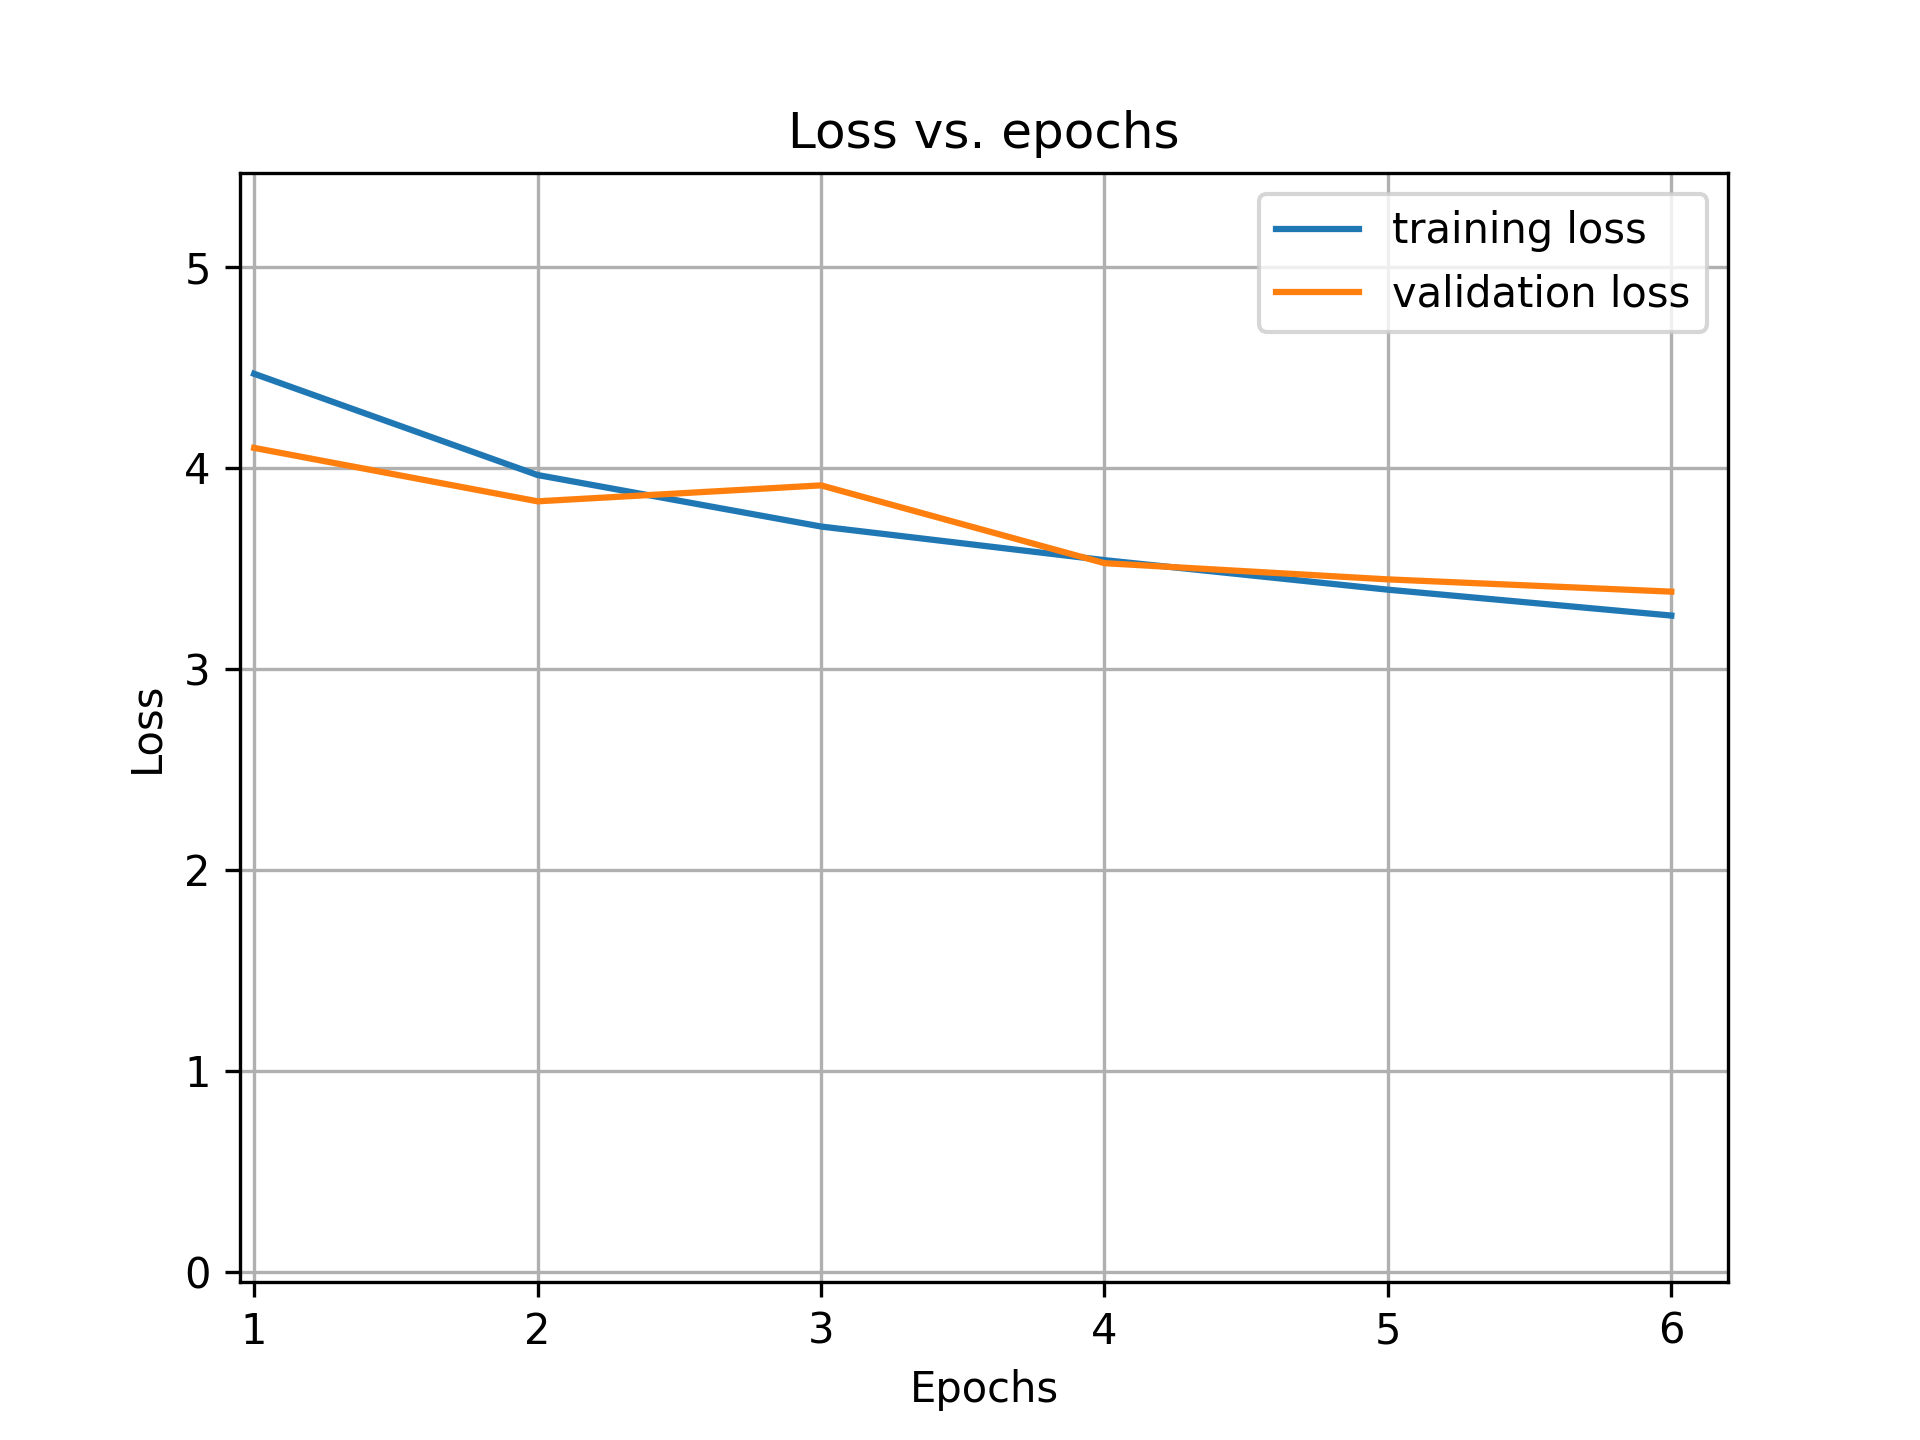 Loss vs. epochs
training loss
validation loss
5
4
3
2
1
0
Loss
1 2 3 4 5 6
Epochs